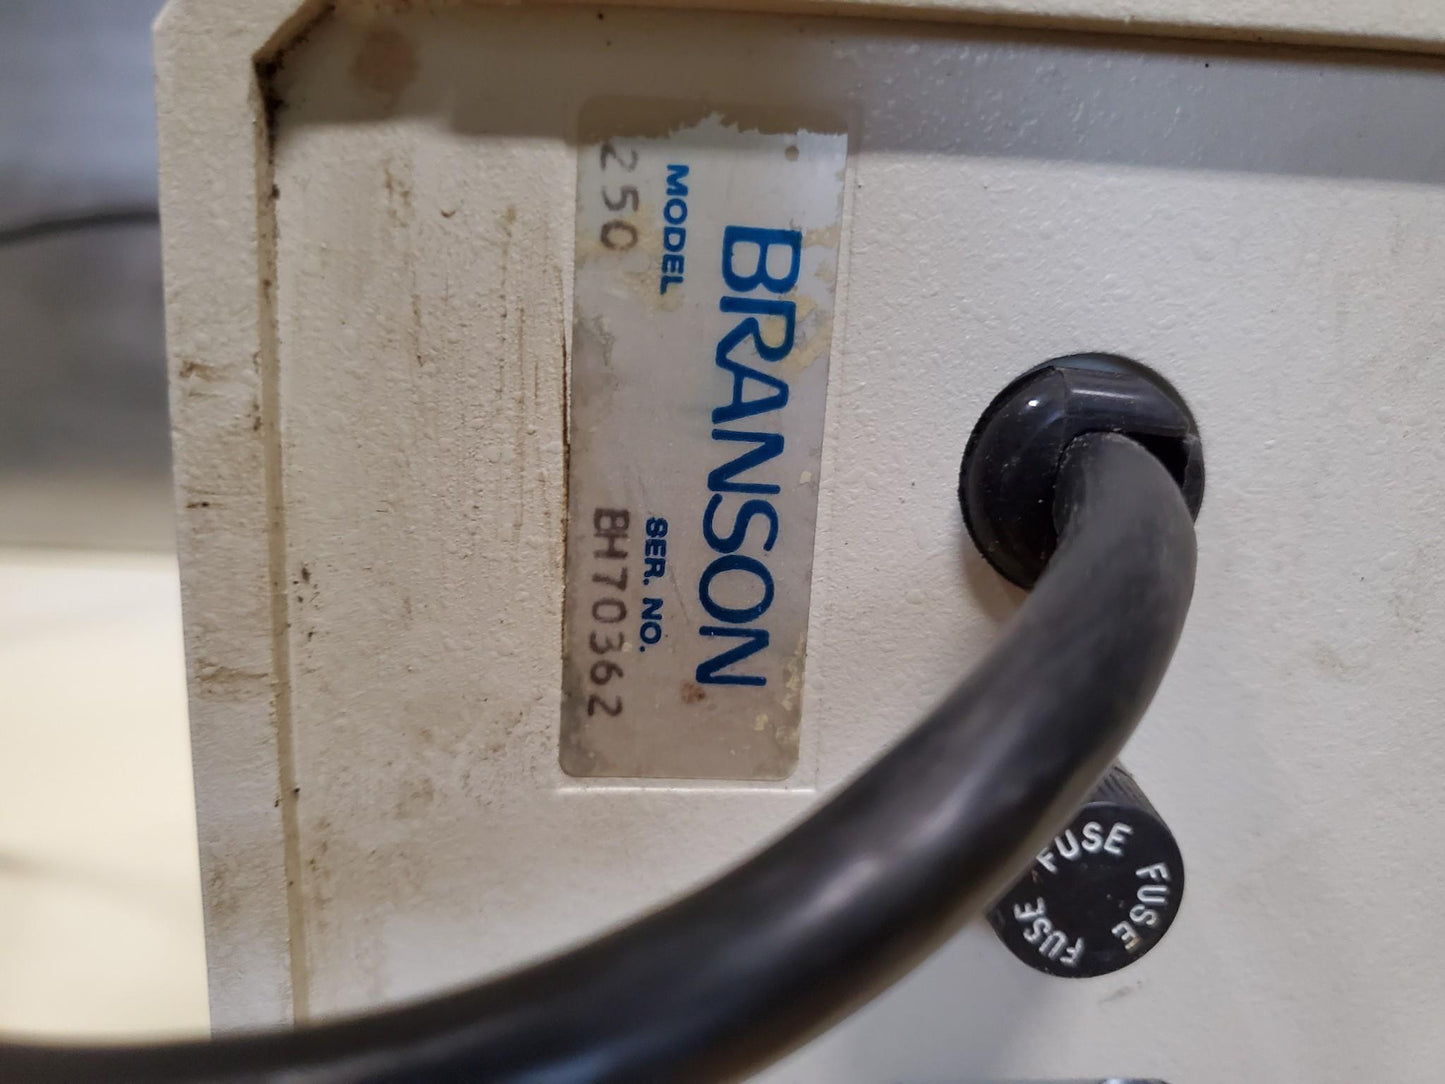 BRANSON
MODEL
250
SER. NO.
BH70362
FUSE
FUSE
FUSE